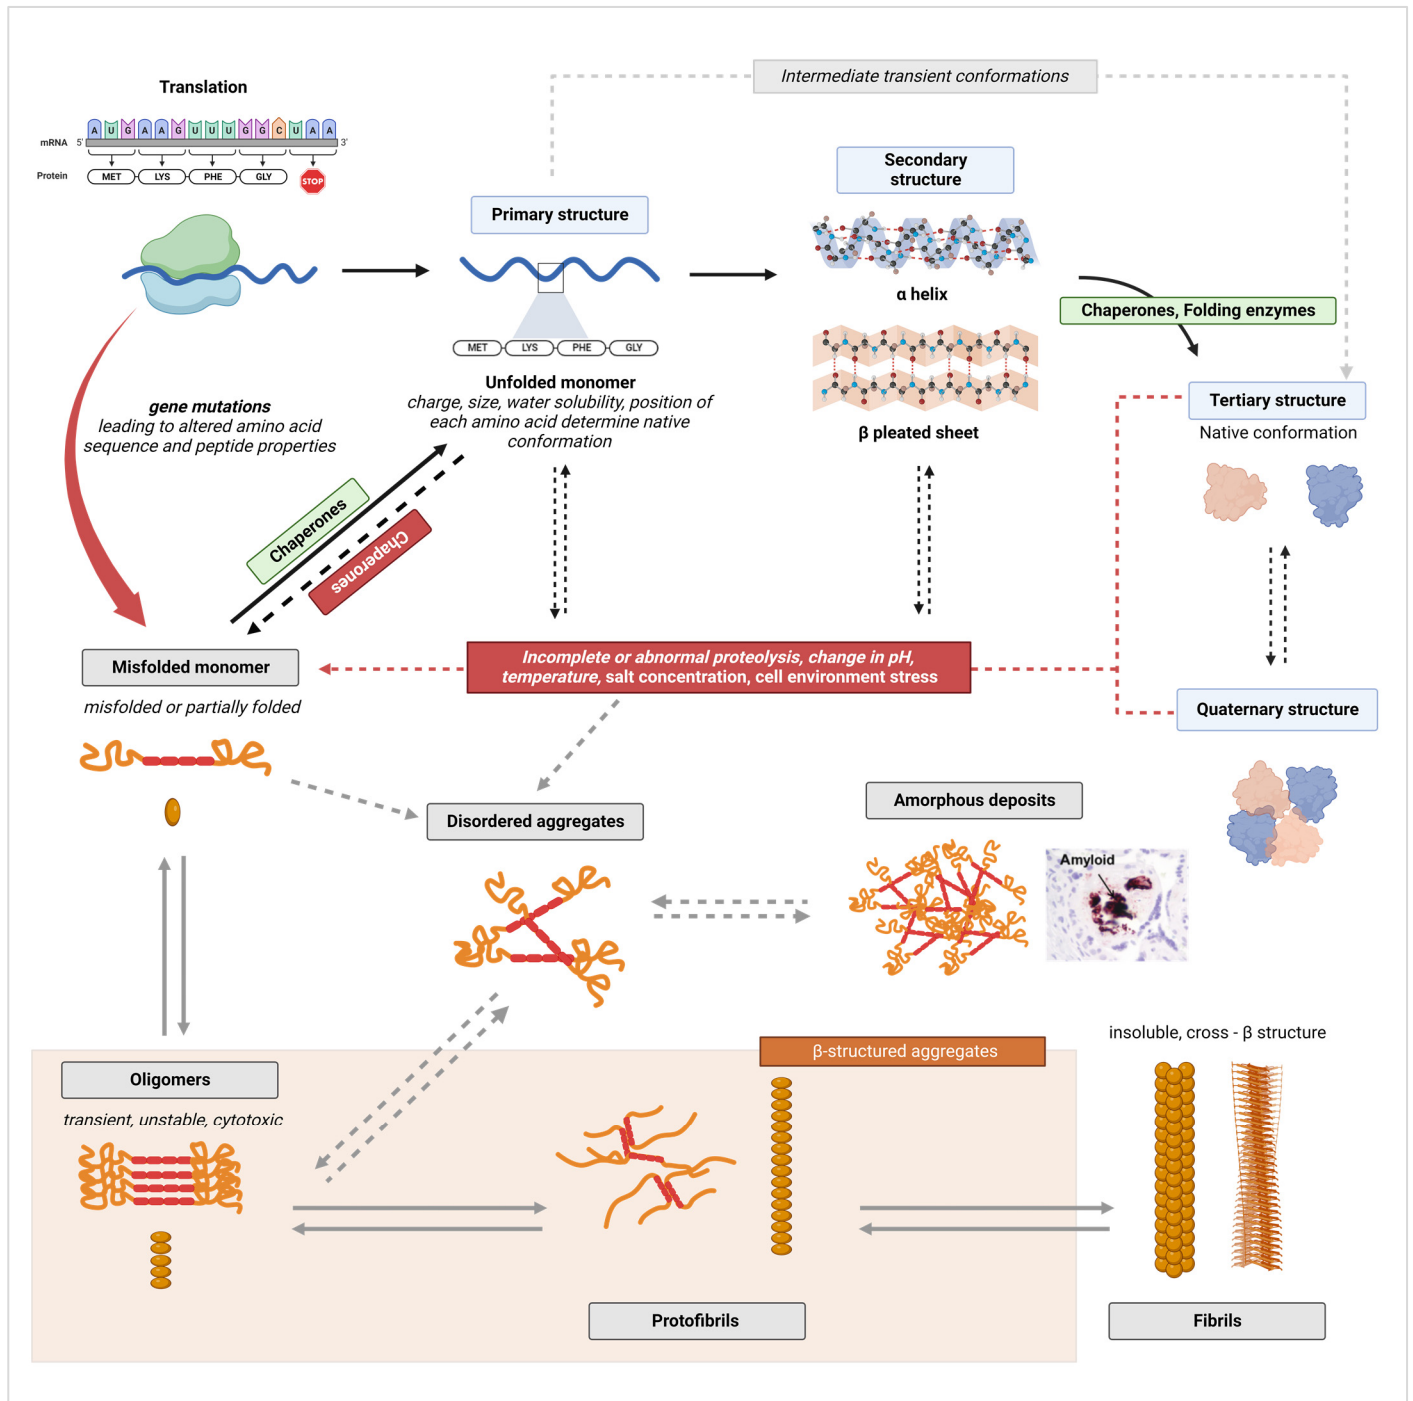 Intermediate transient conformations
Translation
A U G A A G U U U G G C U A A
mRNA 5' 3'
Protein MET LYS PHE GLY STOP
Secondary
structure
Primary structure
α helix
Chaperones, Folding enzymes
MET LYS PHE GLY
Unfolded monomer
charge, size, water solubility, position of
each amino acid determine native
conformation
β pleated sheet
Tertiary structure
Native conformation
gene mutations
leading to altered amino acid
sequence and peptide properties
Chaperones
Chaperones
Incomplete or abnormal proteolysis, change in pH,
temperature, salt concentration, cell environment stress
Misfolded monomer
misfolded or partially folded
Quaternary structure
Disordered aggregates
Amorphous deposits
Amyloid
β-structured aggregates
insoluble, cross - β structure
Oligomers
transient, unstable, cytotoxic
Protofibrils
Fibrils